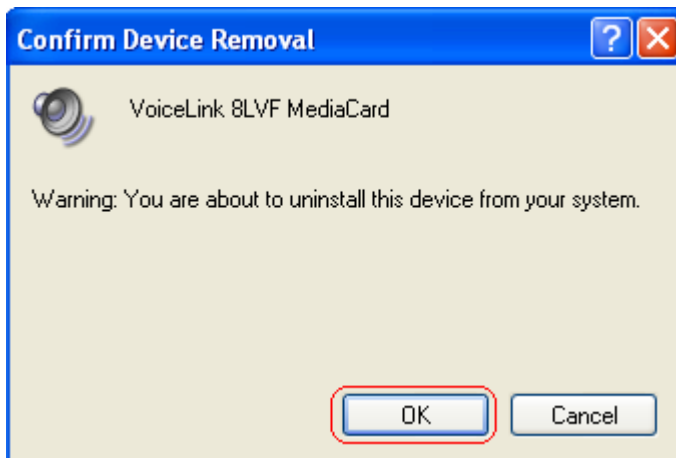 Confirm Device Removal
VoiceLink 8LVF MediaCard
Warning: You are about to uninstall this device from your system.
OK
Cancel